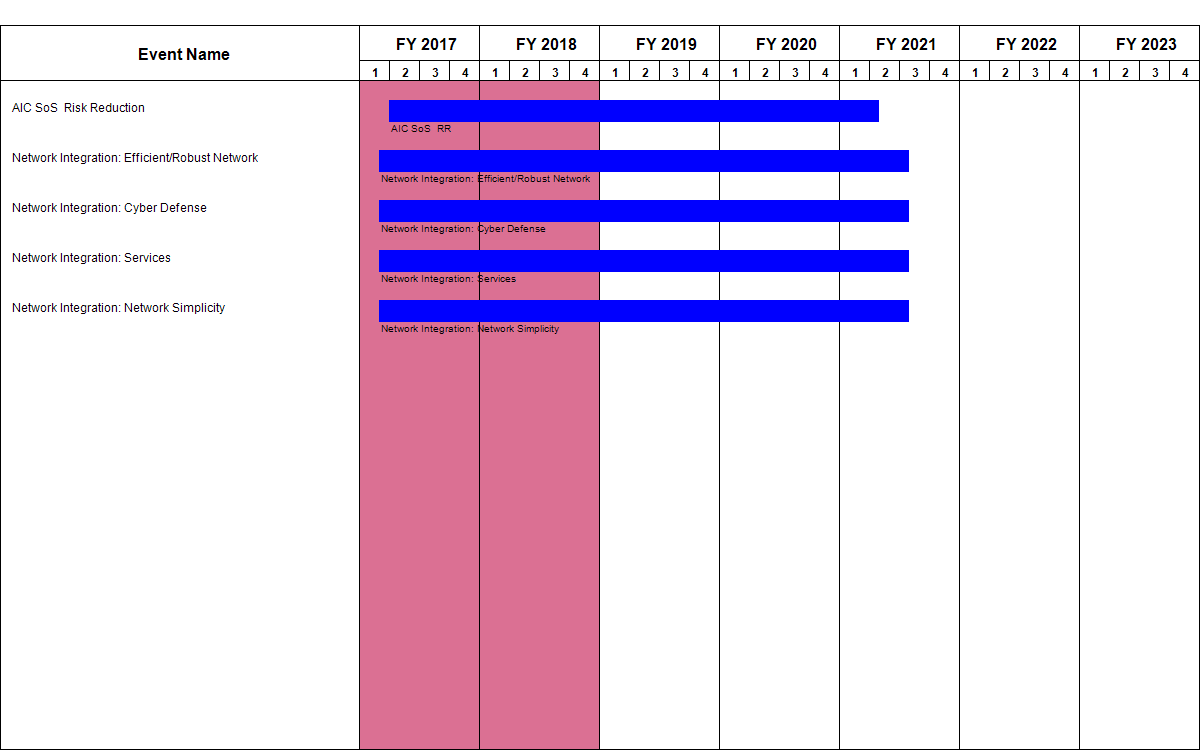 Event Name
FY 2017 FY 2018 FY 2019 FY 2020 FY 2021 FY 2022 FY 2023
1 2 3 4 1 2 3 4 1 2 3 4 1 2 3 4 1 2 3 4 1 2 3 4 1 2 3 4
AIC SoS  Risk Reduction
AIC SoS  RR
Network Integration: Efficient/Robust Network
Network Integration: Efficient/Robust Network
Network Integration: Cyber Defense
Network Integration: Cyber Defense
Network Integration: Services
Network Integration: Services
Network Integration: Network Simplicity
Network Integration: Network Simplicity